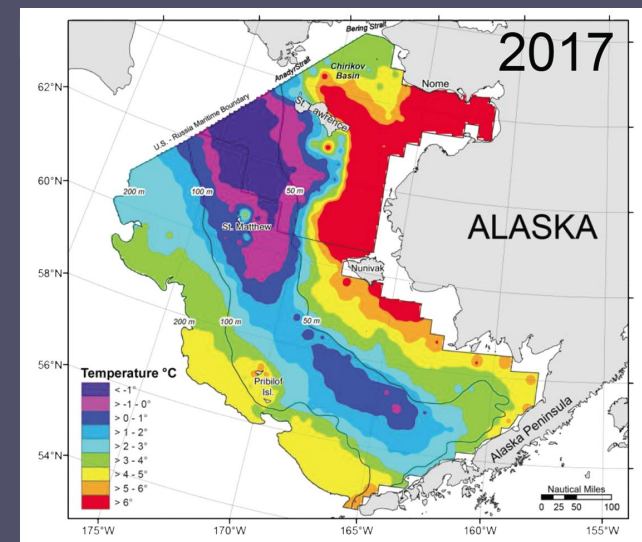 2017
Bering Strait
Anadyr Strait
Chirikov
Basin
Nome
St. Lawrence
U.S. - Russia Maritime Boundary
62°N
60°N
58°N
56°N
54°N
200 m
100 m
50 m
St. Matthew
ALASKA
Nunivak
200 m
100 m
50 m
Pribilof
Isl.
Alaska Peninsula
Temperature °C
< -1°
> -1 - 0°
> 0 - 1°
> 1 - 2°
> 2 - 3°
> 3 - 4°
> 4 - 5°
> 5 - 6°
> 6°
Nautical Miles
0 25 50 100
175°W
170°W
165°W
160°W
155°W